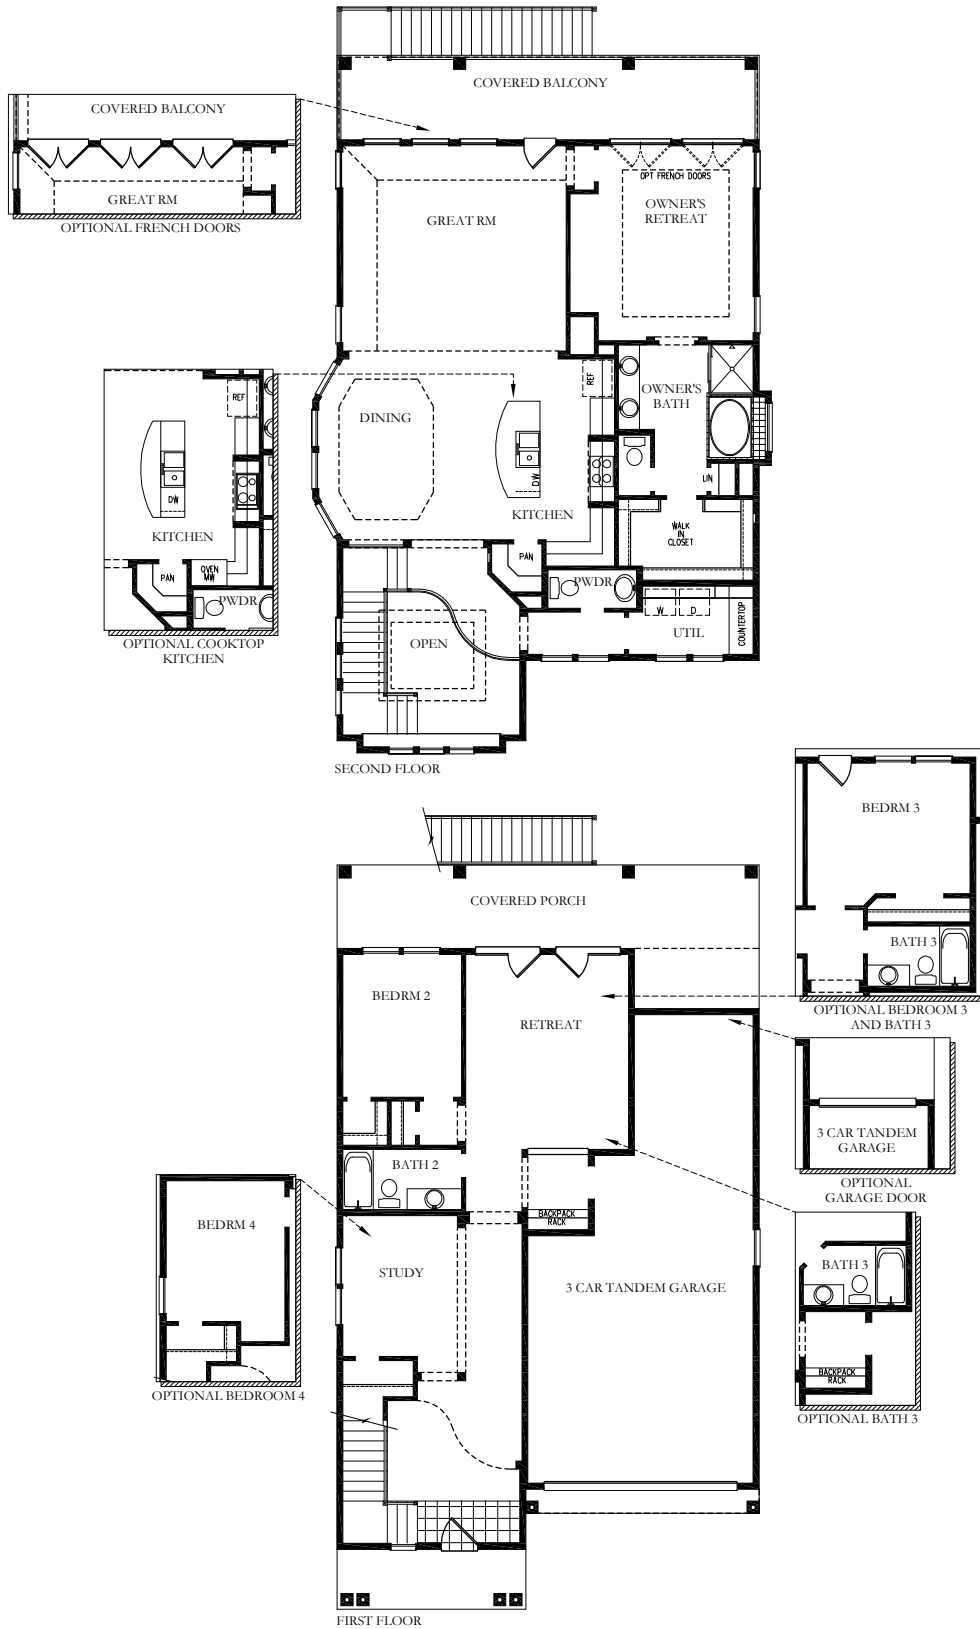 COVERED BALCONY
COVERED BALCONY
GREAT RM
OPTIONAL FRENCH DOORS
OPT FRENCH DOORS
GREAT RM
OWNER'S
RETREAT
REF
KITCHEN
DW
PAN
OVEN
MW
PWDR
OPTIONAL COOKTOP
KITCHEN
DINING
REF
OWNER'S
BATH
DW
KITCHEN
LIN
WALK
IN
CLOSET
PAN
PWDR
W
D
UTIL
COUNTERTOP
OPEN
SECOND FLOOR
BEDRM 3
BATH 3
OPTIONAL BEDROOM 3
AND BATH 3
COVERED PORCH
BEDRM 2
RETREAT
3 CAR TANDEM
GARAGE
OPTIONAL
GARAGE DOOR
BATH 2
BACKPACK
RACK
BEDRM 4
OPTIONAL BEDROOM 4
STUDY
3 CAR TANDEM GARAGE
BATH 3
BACKPACK
RACK
OPTIONAL BATH 3
FIRST FLOOR